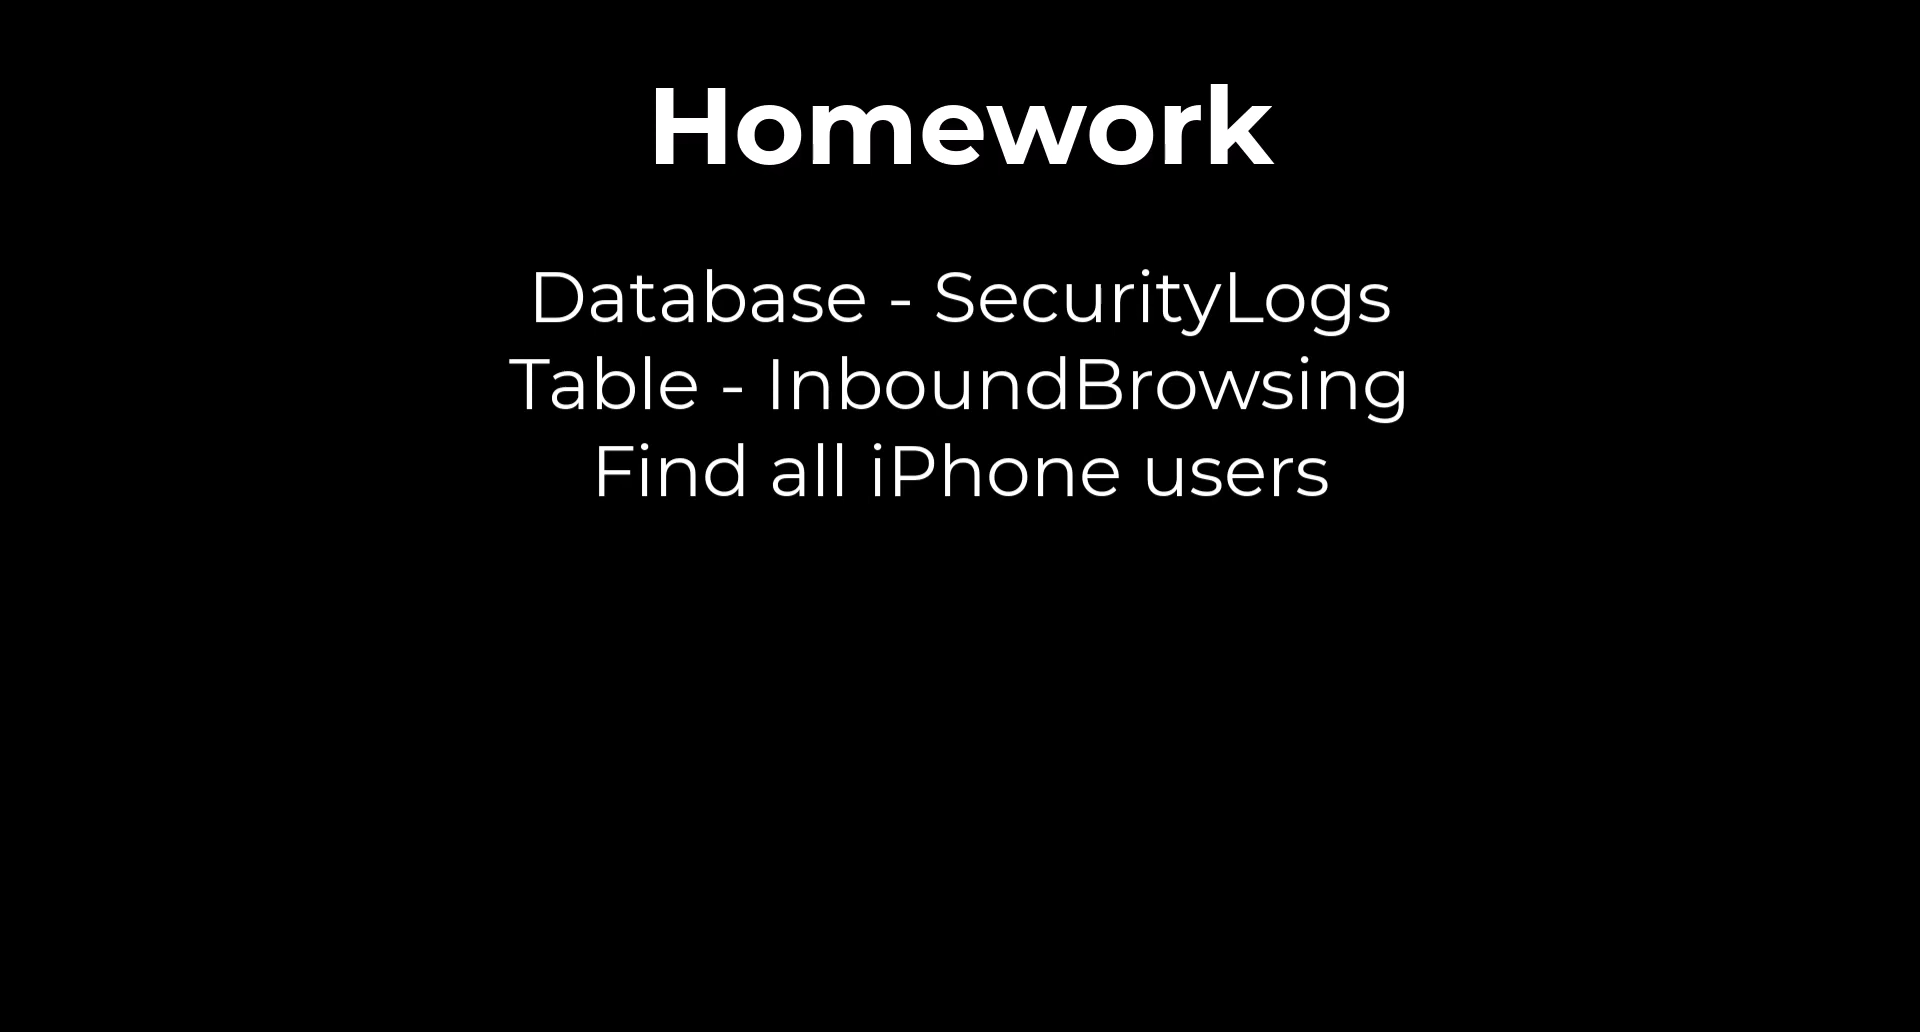 Homework
Database - SecurityLogs
Table - InboundBrowsing
Find all iPhone users